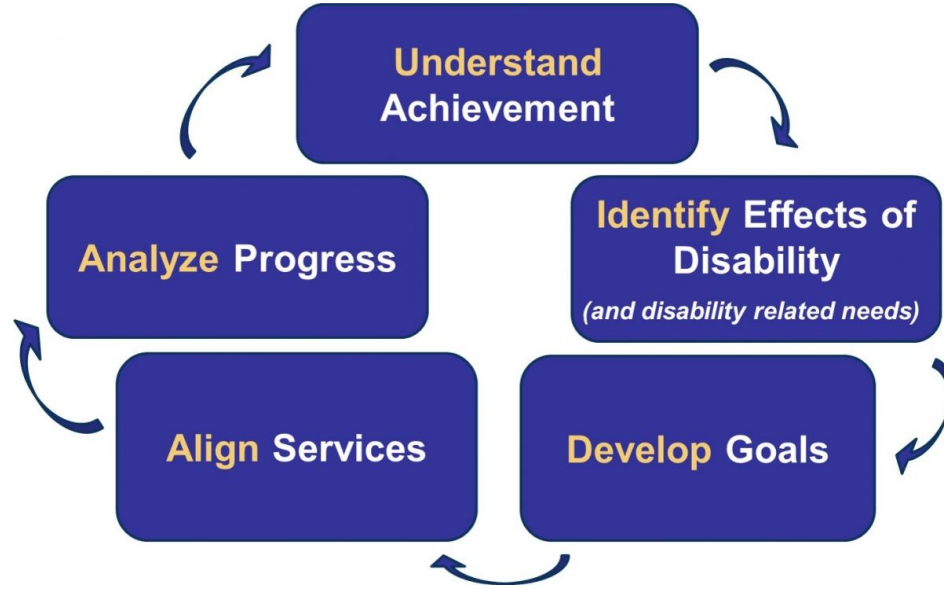 Understand
Achievement
Identify Effects of
Disability
(and disability related needs)
Develop Goals
Align Services
Analyze Progress